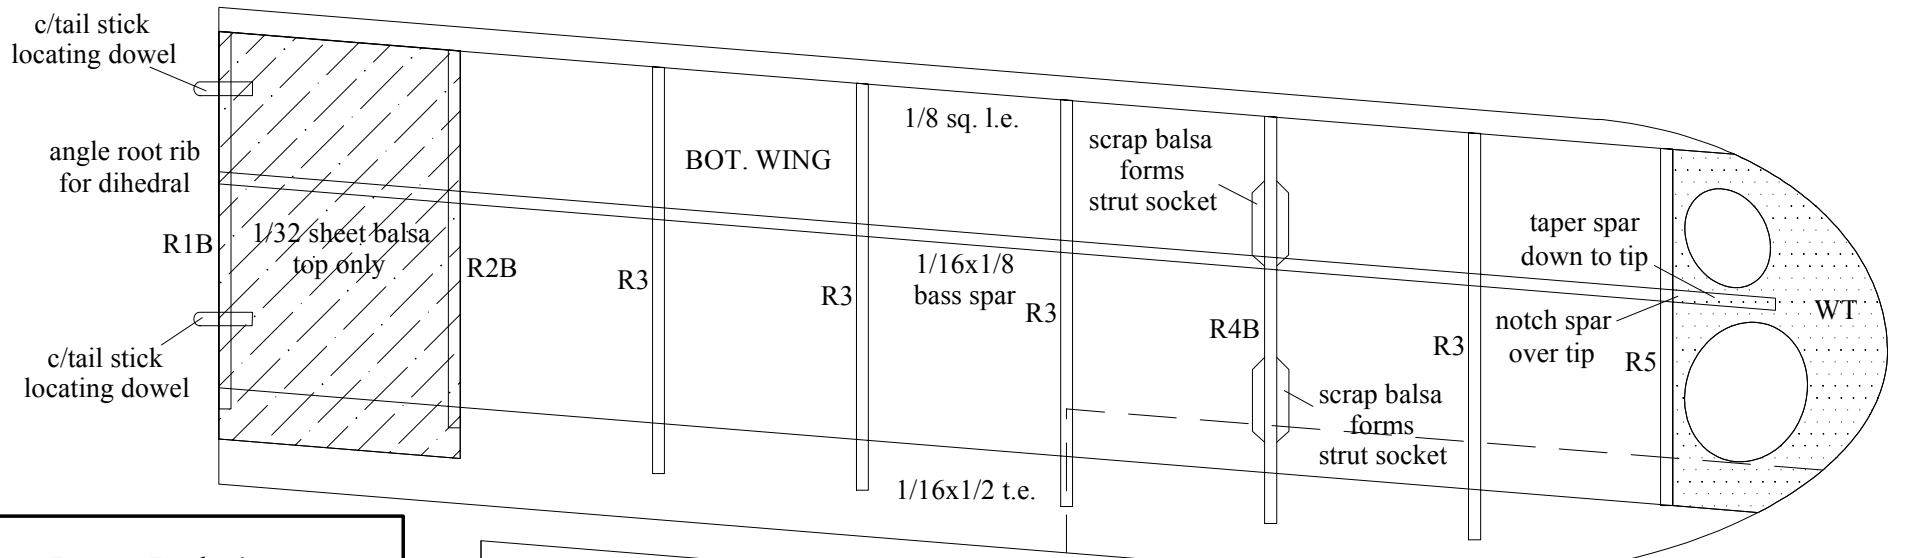 c/tail stick
locating dowel
angle root rib
for dihedral
R1B
1/32 sheet balsa
top only
R2B
c/tail stick
locating dowel
R3
BOT. WING
R3
1/8 sq. l.e.
1/16x1/8
bass spar
R3
1/16x1/2 t.e.
scrap balsa
forms
strut socket
R4B
scrap balsa
forms
strut socket
R3
taper spar
down to tip
notch spar
over tip
R5
WT